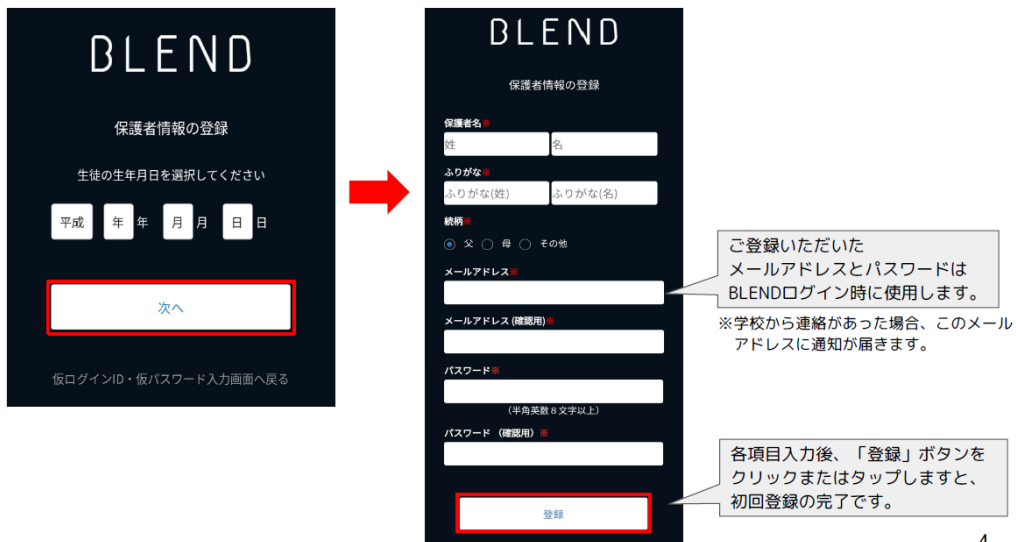 BLEND
保護者情報の登録
生徒の生年月日を選択してください
平成 年 年 月 月 日 日
次へ
仮ログインID・仮パスワード入力画面へ戻る
BLEND
保護者情報の登録
保護者名※
姓 名
ふりがな※
ふりがな(姓) ふりがな(名)
続柄※
父 母 その他
メールアドレス※
メールアドレス(確認用)※
パスワード※
(半角英数8文字以上)
パスワード (確認用) ※
登録
ご登録いただいた
メールアドレスとパスワードは
BLENDログイン時に使用します。
※学校から連絡があった場合、このメール
アドレスに通知が届きます。
各項目入力後、「登録」ボタンを
クリックまたはタップしますと、
初回登録の完了です。
4